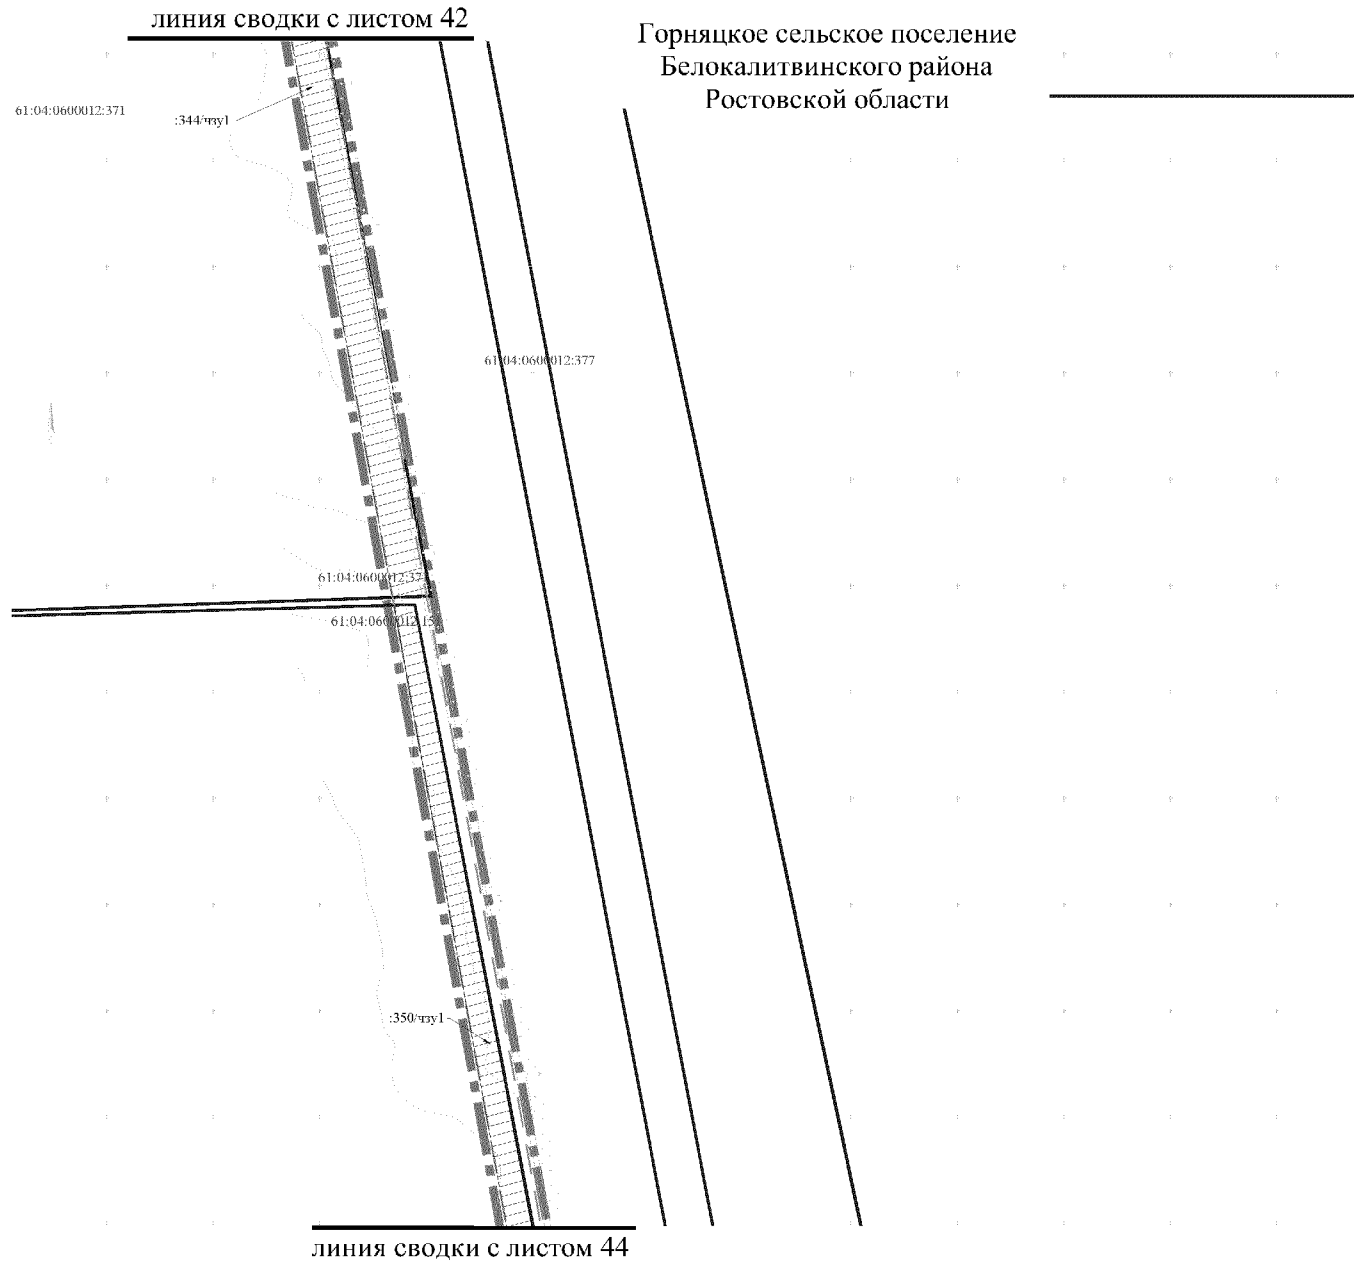 линия сводки с листом 42
Горняцкое сельское поселение
Белокалитвинского района
Ростовской области
61:04:0600012:371
:344/чзу1
61:04:0600012:377
:350/чзу1
линия сводки с листом 44